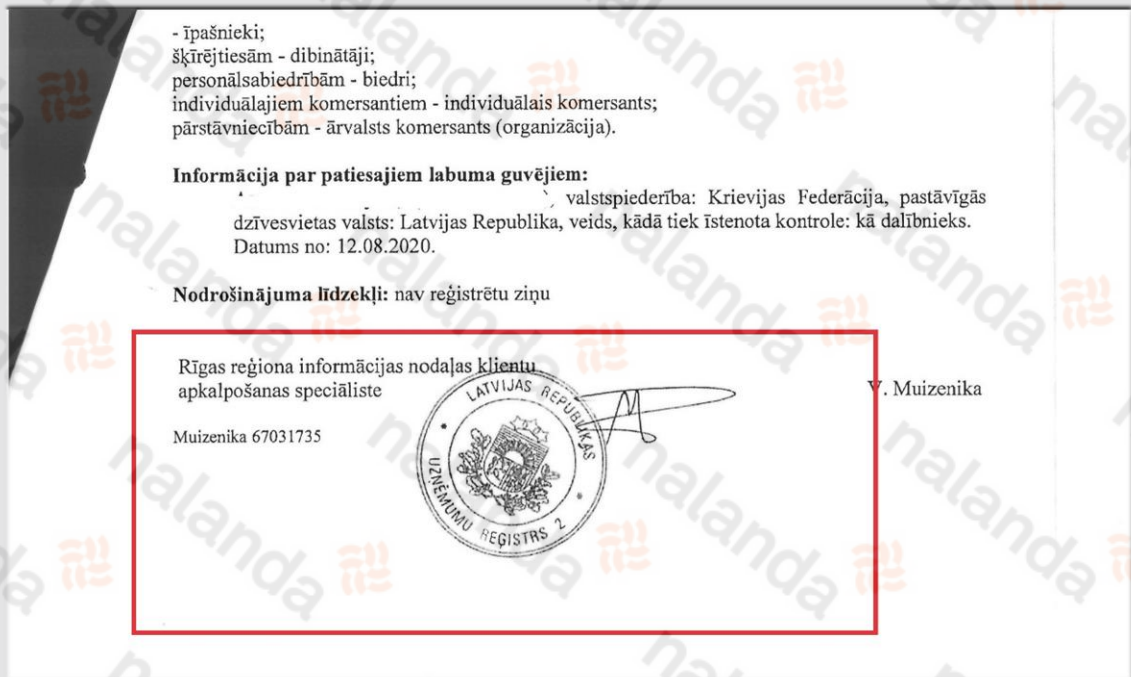 - īpašnieki;
šķīrējtiesām - dibinātāji;
personālsabiedrībām - biedri;
individuālajiem komersantiem - individuālais komersants;
pārstāvniecībām - ārvalsts komersants (organizācija).
Informācija par patiesajiem labuma guvējiem:
valstspiederība: Krievijas Federācija, pastāvīgās
dzīvesvietas valsts: Latvijas Republika, veids, kādā tiek īstenota kontrole: kā dalībnieks.
Datums no: 12.08.2020.
Nodrošinājuma līdzekļi: nav reģistrētu ziņu
Rīgas reģiona informācijas nodaļas klientu
apkalpošanas speciāliste
V. Muizenika
Muizenika 67031735
LATVIJAS REPUBLIKAS
UZŅĒMUMU REĢISTRS 2
nalanda